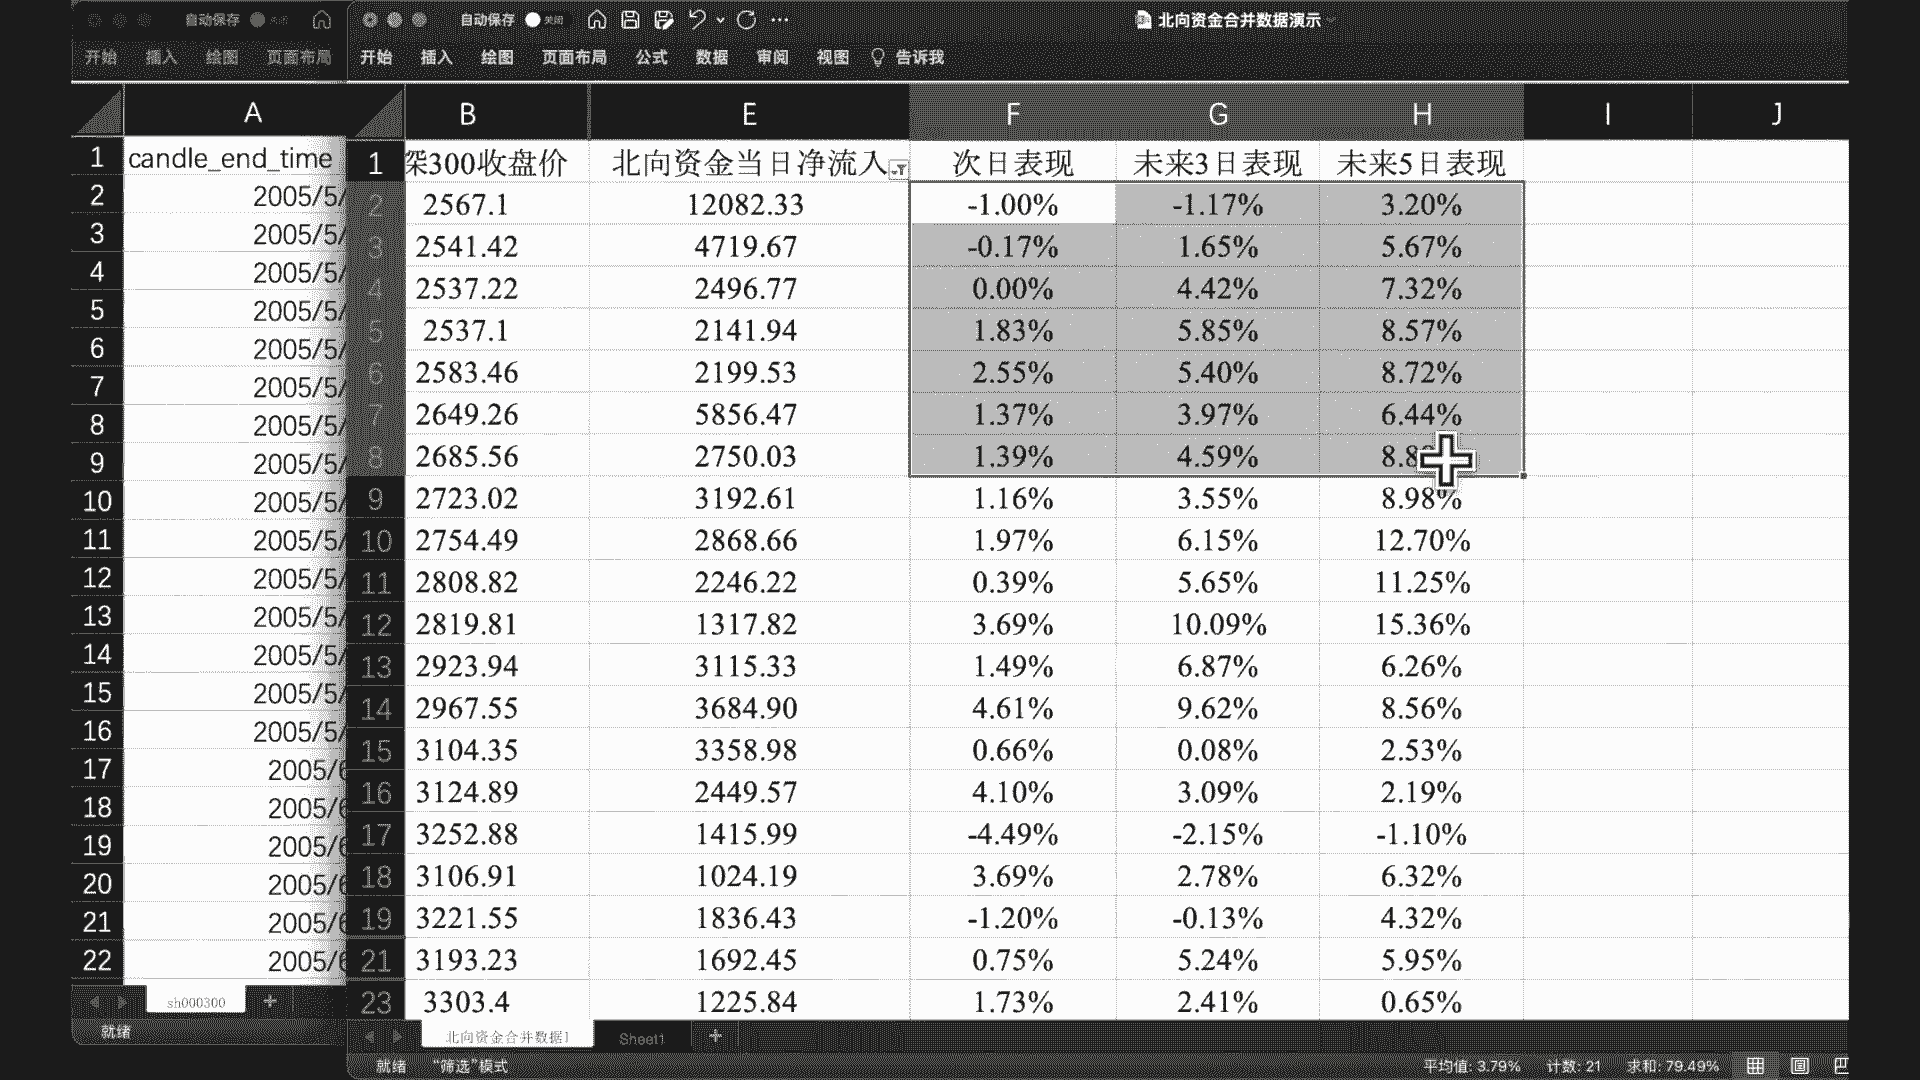 自动保存 关闭
开始 插入 绘图 页面布局
自动保存 关闭
北向资金合并数据演示
开始 插入 绘图 页面布局 公式 数据 审阅 视图 告诉我
A
1 candle_end_time
2 2005/5/
3 2005/5/
4 2005/5/
5 2005/5/
6 2005/5/
7 2005/5/
8 2005/5/
9 2005/5/
10 2005/5/
11 2005/5/
12 2005/5/
13 2005/5/
14 2005/5/
15 2005/5/
16 2005/5/
17 2005/6
18 2005/6
19 2005/6
20 2005/6
21 2005/6
22 2005/6
sh000300
就绪
B E F G H I J
1 深300收盘价 北向资金当日净流入 次日表现 未来3日表现 未来5日表现
2 2567.1 12082.33 -1.00% -1.17% 3.20%
3 2541.42 4719.67 -0.17% 1.65% 5.67%
4 2537.22 2496.77 0.00% 4.42% 7.32%
5 2537.1 2141.94 1.83% 5.85% 8.57%
6 2583.46 2199.53 2.55% 5.40% 8.72%
7 2649.26 5856.47 1.37% 3.97% 6.44%
8 2685.56 2750.03 1.39% 4.59%
9 2723.02 3192.61 1.16% 3.55% 8.98%
10 2754.49 2868.66 1.97% 6.15% 12.70%
11 2808.82 2246.22 0.39% 5.65% 11.25%
12 2819.81 1317.82 3.69% 10.09% 15.36%
13 2923.94 3115.33 1.49% 6.87% 6.26%
14 2967.55 3684.90 4.61% 9.62% 8.56%
15 3104.35 3358.98 0.66% 0.08% 2.53%
16 3124.89 2449.57 4.10% 3.09% 2.19%
17 3252.88 1415.99 -4.49% -2.15% -1.10%
18 3106.91 1024.19 3.69% 2.78% 6.32%
19 3221.55 1836.43 -1.20% -0.13% 4.32%
21 3193.23 1692.45 0.75% 5.24% 5.95%
23 3303.4 1225.84 1.73% 2.41% 0.65%
北向资金合并数据1 Sheet1
就绪 “筛选”模式 平均值: 3.79% 计数: 21 求和: 79.49%